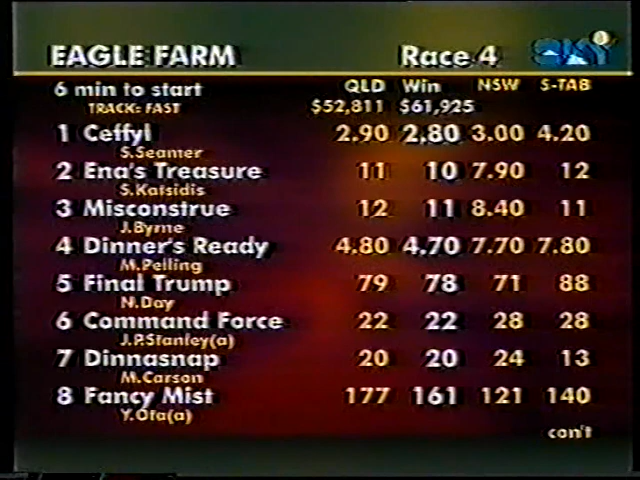 EAGLE FARM Race 4 SKY
6 min to start QLD Win NSW S-TAB
TRACK: FAST $52,811 $61,925
1 Ceffyl 2.90 2.80 3.00 4.20
S.Seamer
2 Ena's Treasure 11 10 7.90 12
S.Katsidis
3 Misconstrue 12 11 8.40 11
J.Byrne
4 Dinner's Ready 4.80 4.70 7.70 7.80
M.Pelling
5 Final Trump 79 78 71 88
N.Day
6 Command Force 22 22 28 28
J.P.Stanley(a)
7 Dinnasnap 20 20 24 13
M.Carson
8 Fancy Mist 177 161 121 140
Y.Ota(a)
con't